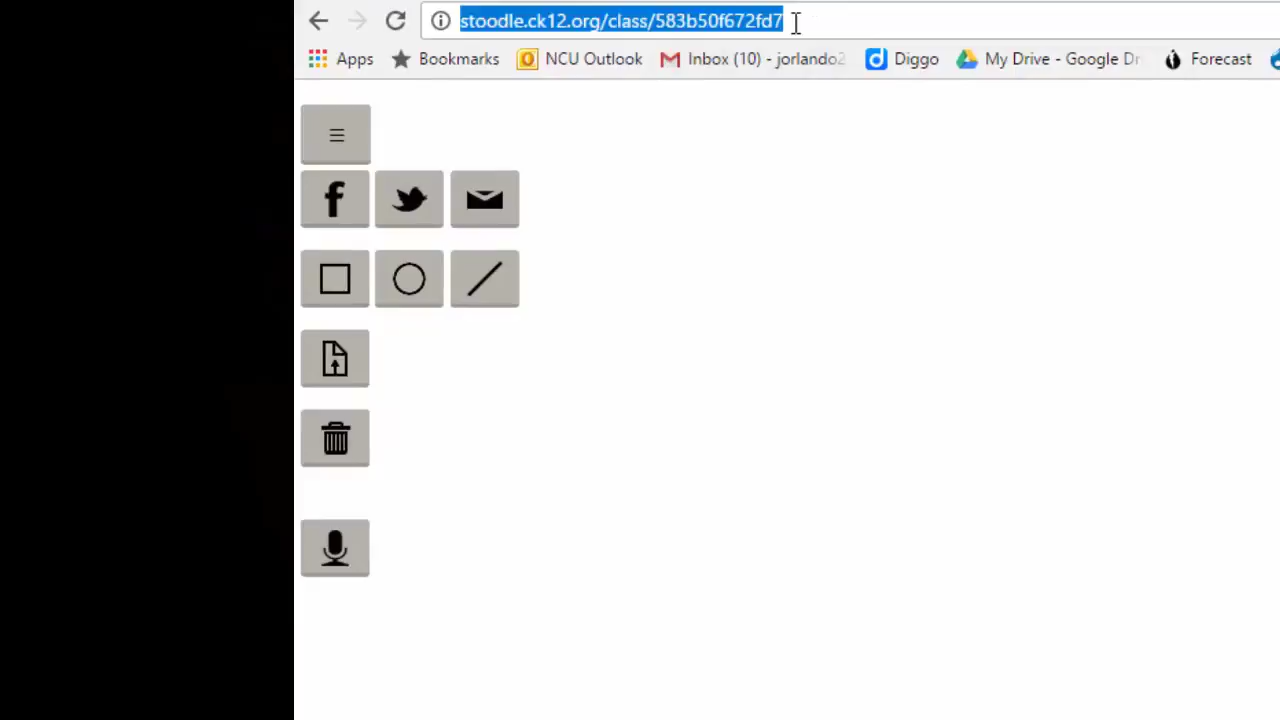 stoodle.ck12.org/class/583b50f672fd7
Apps Bookmarks NCU Outlook Inbox (10) - jorlando2 Diggo My Drive - Google Dr Forecast